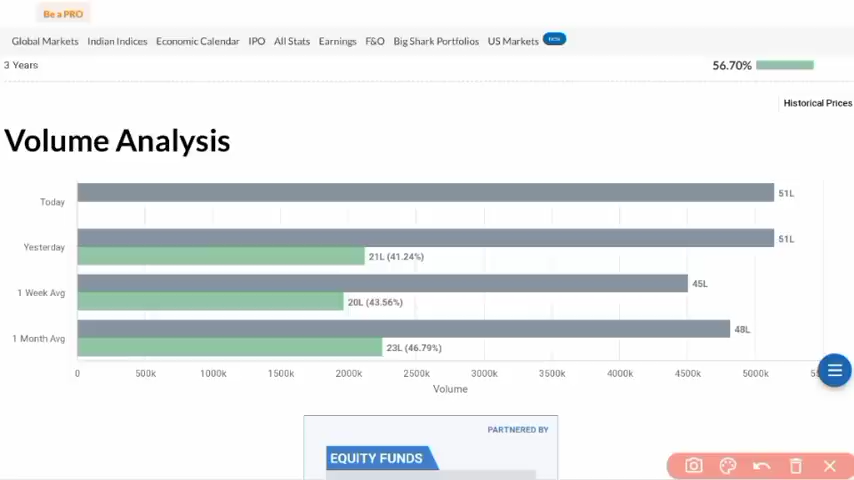 Be a PRO
Global Markets Indian Indices Economic Calendar IPO All Stats Earnings F&O Big Shark Portfolios US Markets
3 Years 56.70%
Historical Prices
Volume Analysis
Today 51L
Yesterday 51L
21L (41.24%)
1 Week Avg 45L
20L (43.56%)
1 Month Avg 48L
23L (46.79%)
0 500k 1000k 1500k 2000k 2500k 3000k 3500k 4000k 4500k 5000k
Volume
PARTNERED BY
EQUITY FUNDS